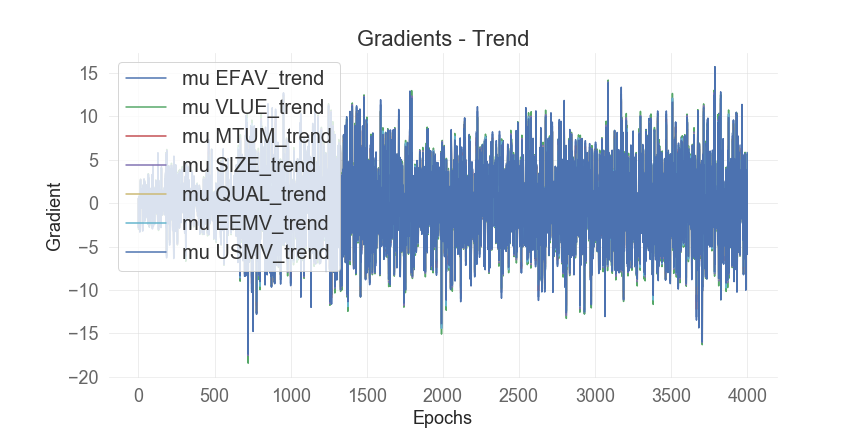 Gradients - Trend
mu EFAV_trend
mu VLUE_trend
mu MTUM_trend
mu SIZE_trend
mu QUAL_trend
mu EEMV_trend
mu USMV_trend
15
10
5
0
−5
−10
−15
−20
Gradient
0 500 1000 1500 2000 2500 3000 3500 4000
Epochs